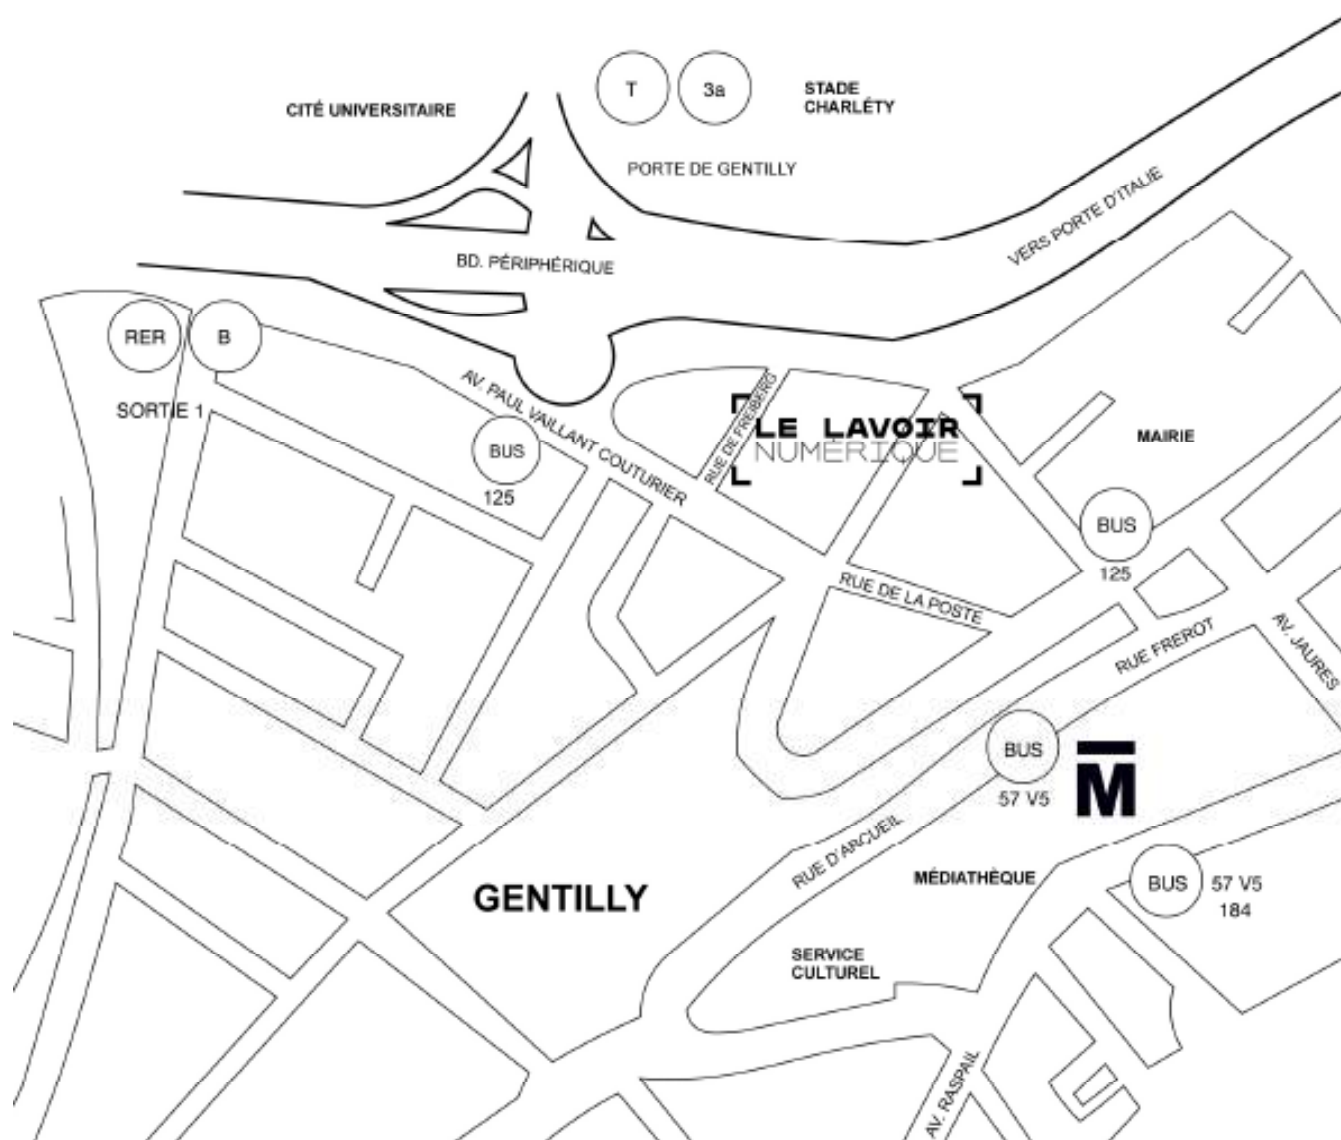 T
3a
STADE
CHARLÉTY
CITÉ UNIVERSITAIRE
PORTE DE GENTILLY
VERS PORTE D'ITALIE
BD. PÉRIPHÉRIQUE
RER
B
SORTIE 1
AV. PAUL VAILLANT COUTURIER
BUS
125
RUE DE FREIBERG
LE LAVOIR
NUMÉRIQUE
MAIRIE
BUS
125
RUE DE LA POSTE
RUE FREROT
AV. JAURES
BUS
57 V5
M
RUE D'ARCUEIL
MÉDIATHÈQUE
BUS
57 V5
184
GENTILLY
SERVICE
CULTUREL
AV. RASPAIL